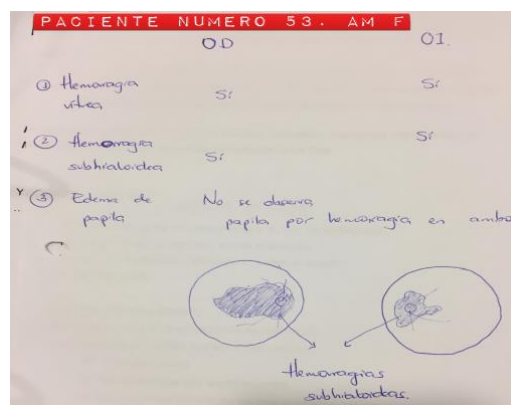 PACIENTE NUMERO 53. AM F
OD OI.
① Hemorragia Sí Sí
vítrea
② Hemorragia Sí Sí
subhialoidea
③ Edema de No se observa
papila papila por hemorragia en ambo
Hemorragias
subhialoideas.